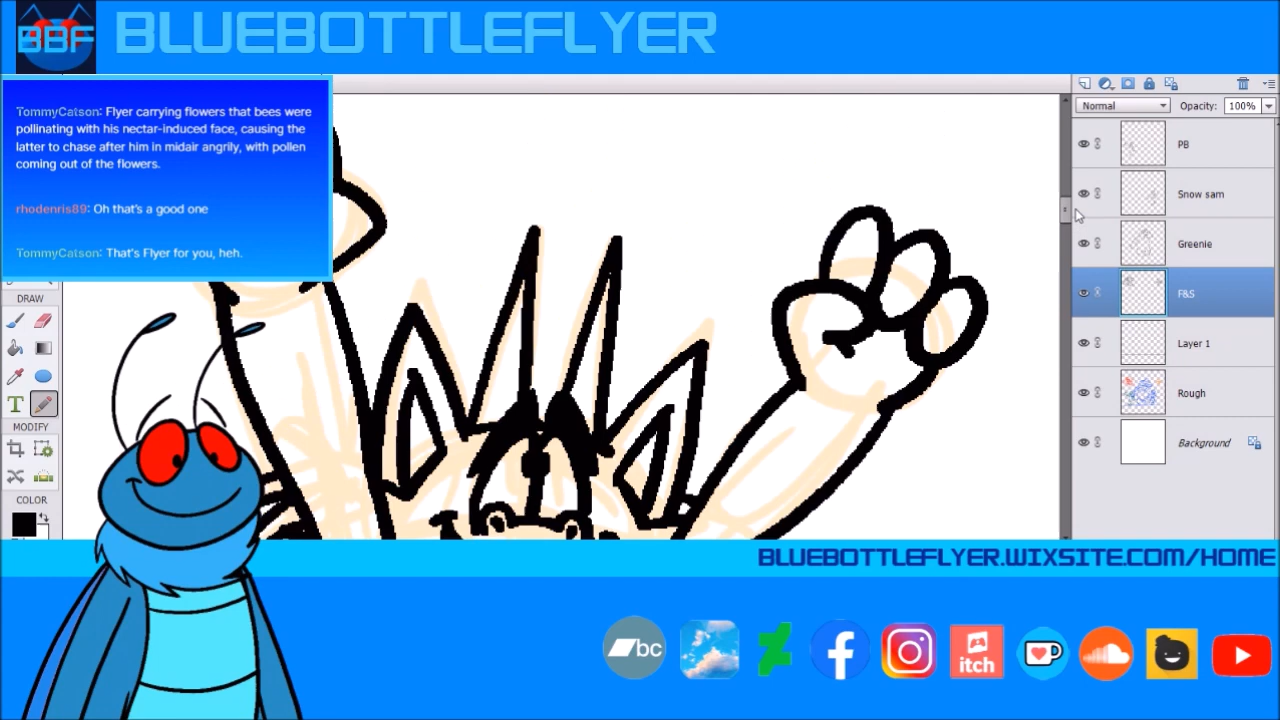 BBF
BLUEBOTTLEFLYER
TommyCatson: Flyer carrying flowers that bees were
pollinating with his nectar-induced face, causing the
latter to chase after him in midair angrily, with pollen
coming out of the flowers.
rhodenris89: Oh that's a good one
TommyCatson: That's Flyer for you, heh.
Normal
Opacity: 100%
PB
Snow sam
Greenie
F&S
Layer 1
Rough
Background
DRAW
T
MODIFY
COLOR
BLUEBOTTLEFLYER.WIXSITE.COM/HOME
bc
itch